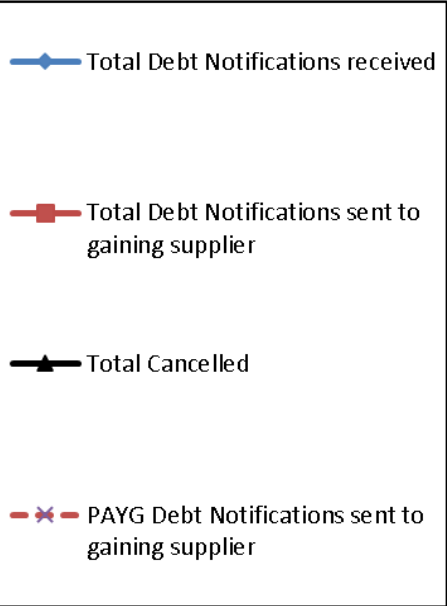 Total Debt Notifications received
Total Debt Notifications sent to
gaining supplier
Total Cancelled
PAYG Debt Notifications sent to
gaining supplier